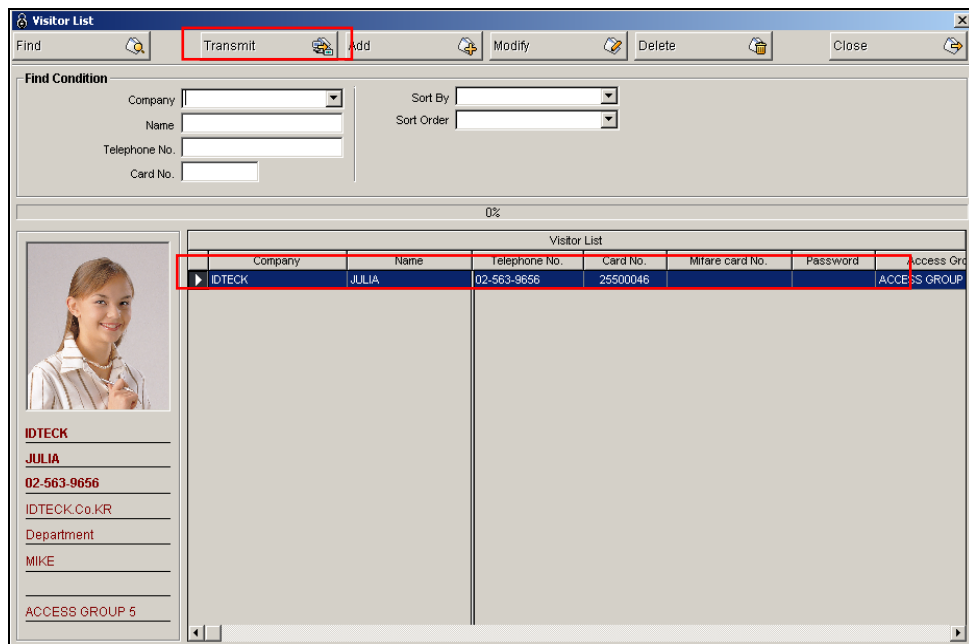 Visitor List
Find Transmit Add Modify Delete Close
Find Condition
Company Sort By
Name Sort Order
Telephone No.
Card No.
0%
Visitor List
Company Name Telephone No. Card No. Mifare card No. Password Access Gro
IDTECK JULIA 02-563-9656 25500046 ACCESS GROUP
IDTECK
JULIA
02-563-9656
IDTECK.Co.KR
Department
MIKE
ACCESS GROUP 5